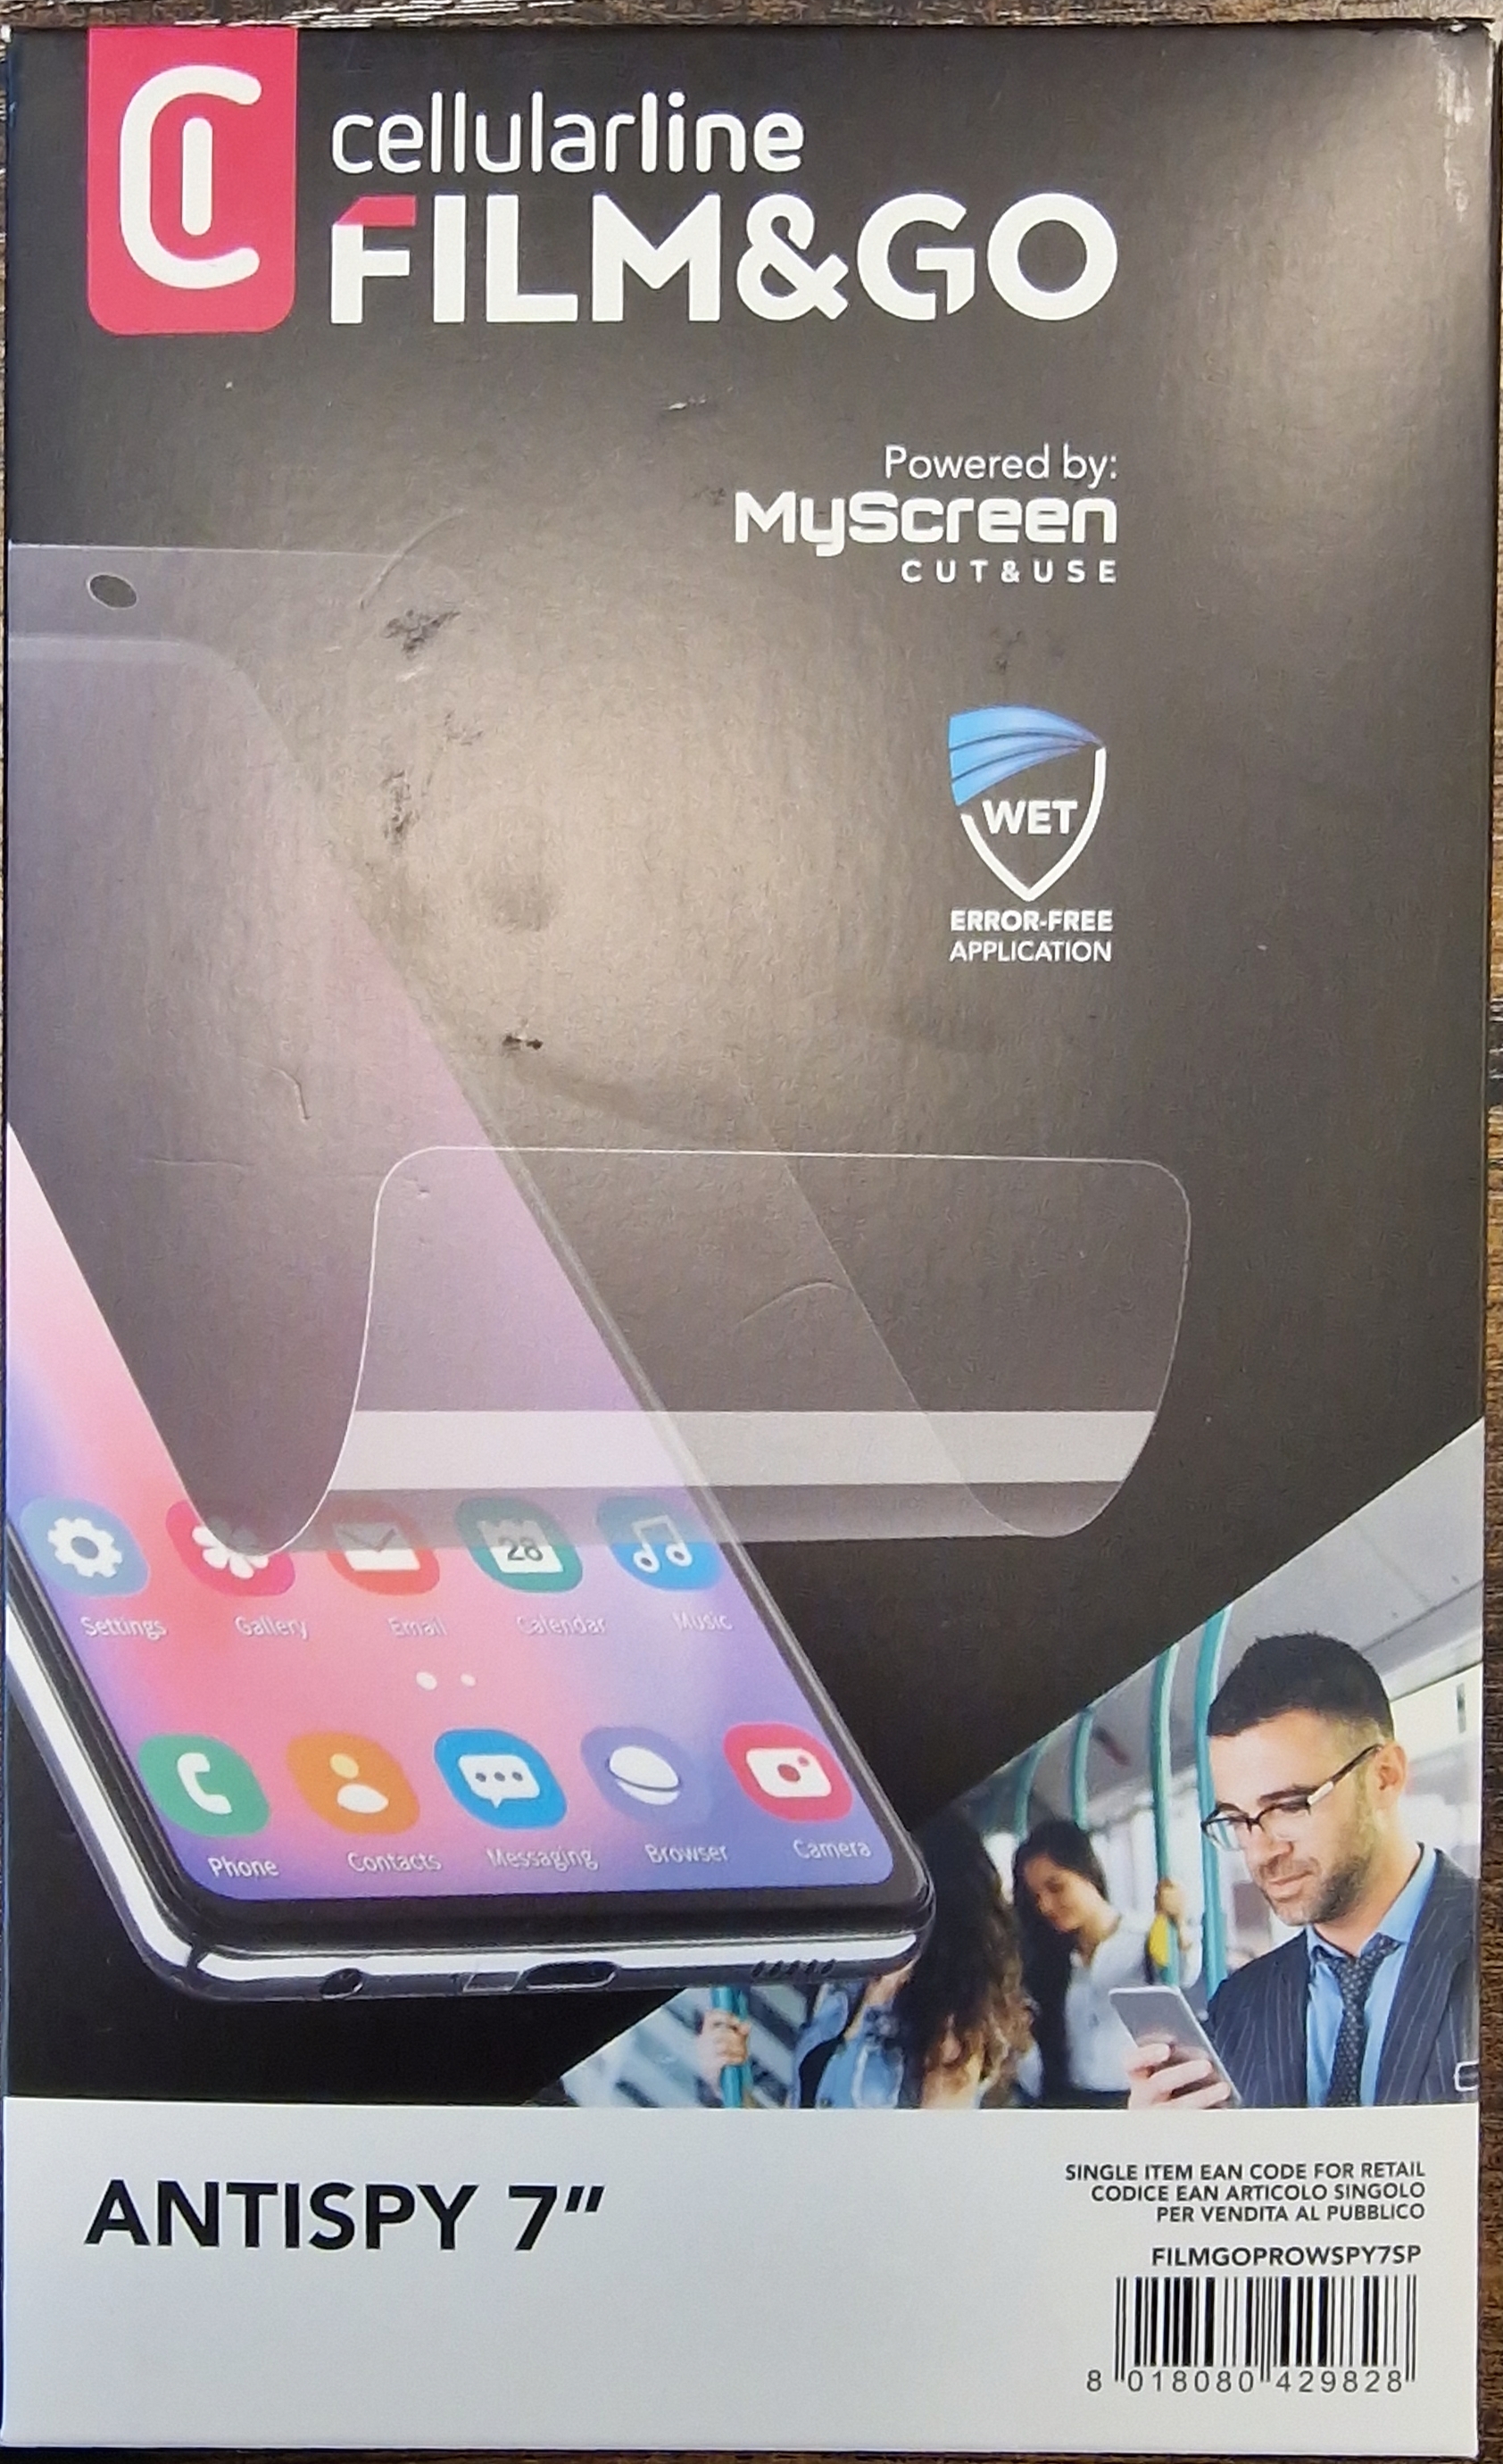 cellularline
FILM&GO
Powered by:
MyScreen
CUT&USE
WET
ERROR-FREE
APPLICATION
28
Settings Gallery Email Calendar Music
Phone Contacts Messaging Browser Camera
ANTISPY 7"
SINGLE ITEM EAN CODE FOR RETAIL
CODICE EAN ARTICOLO SINGOLO
PER VENDITA AL PUBBLICO
FILMGOPROWSPY7SP
8 018080 429828